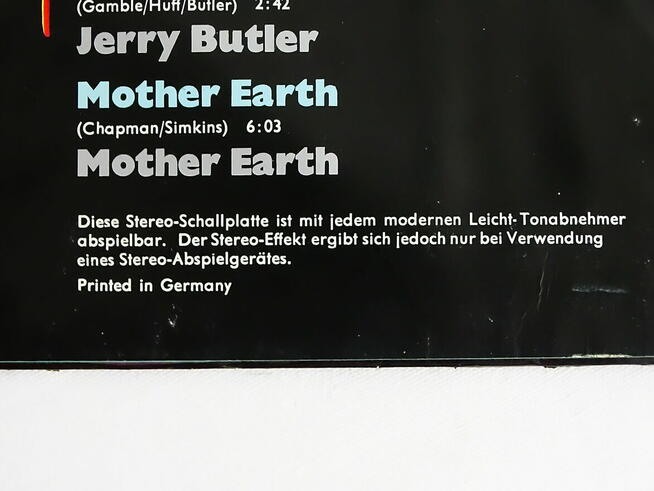 (Gamble/Huff/Butler) 2:42
Jerry Butler
Mother Earth
(Chapman/Simkins) 6:03
Mother Earth
Diese Stereo-Schallplatte ist mit jedem modernen Leicht-Tonabnehmer
abspielbar. Der Stereo-Effekt ergibt sich jedoch nur bei Verwendung
eines Stereo-Abspielgerätes.
Printed in Germany